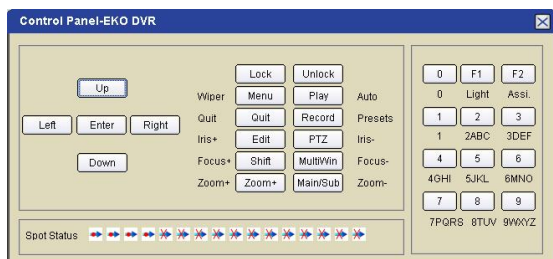 Control Panel-EKO DVR
Lock Unlock 0 F1 F2
Up 0 Light Assi.
Wiper Menu Play Auto
Left Enter Right Quit Quit Record Presets 1 2 3
Iris+ Edit PTZ Iris- 1 2ABC 3DEF
Down Focus+ Shift MultiWin Focus- 4 5 6
Zoom+ Zoom+ Main/Sub Zoom- 4GHI 5JKL 6MNO
7 8 9
7PQRS 8TUV 9WXYZ
Spot Status